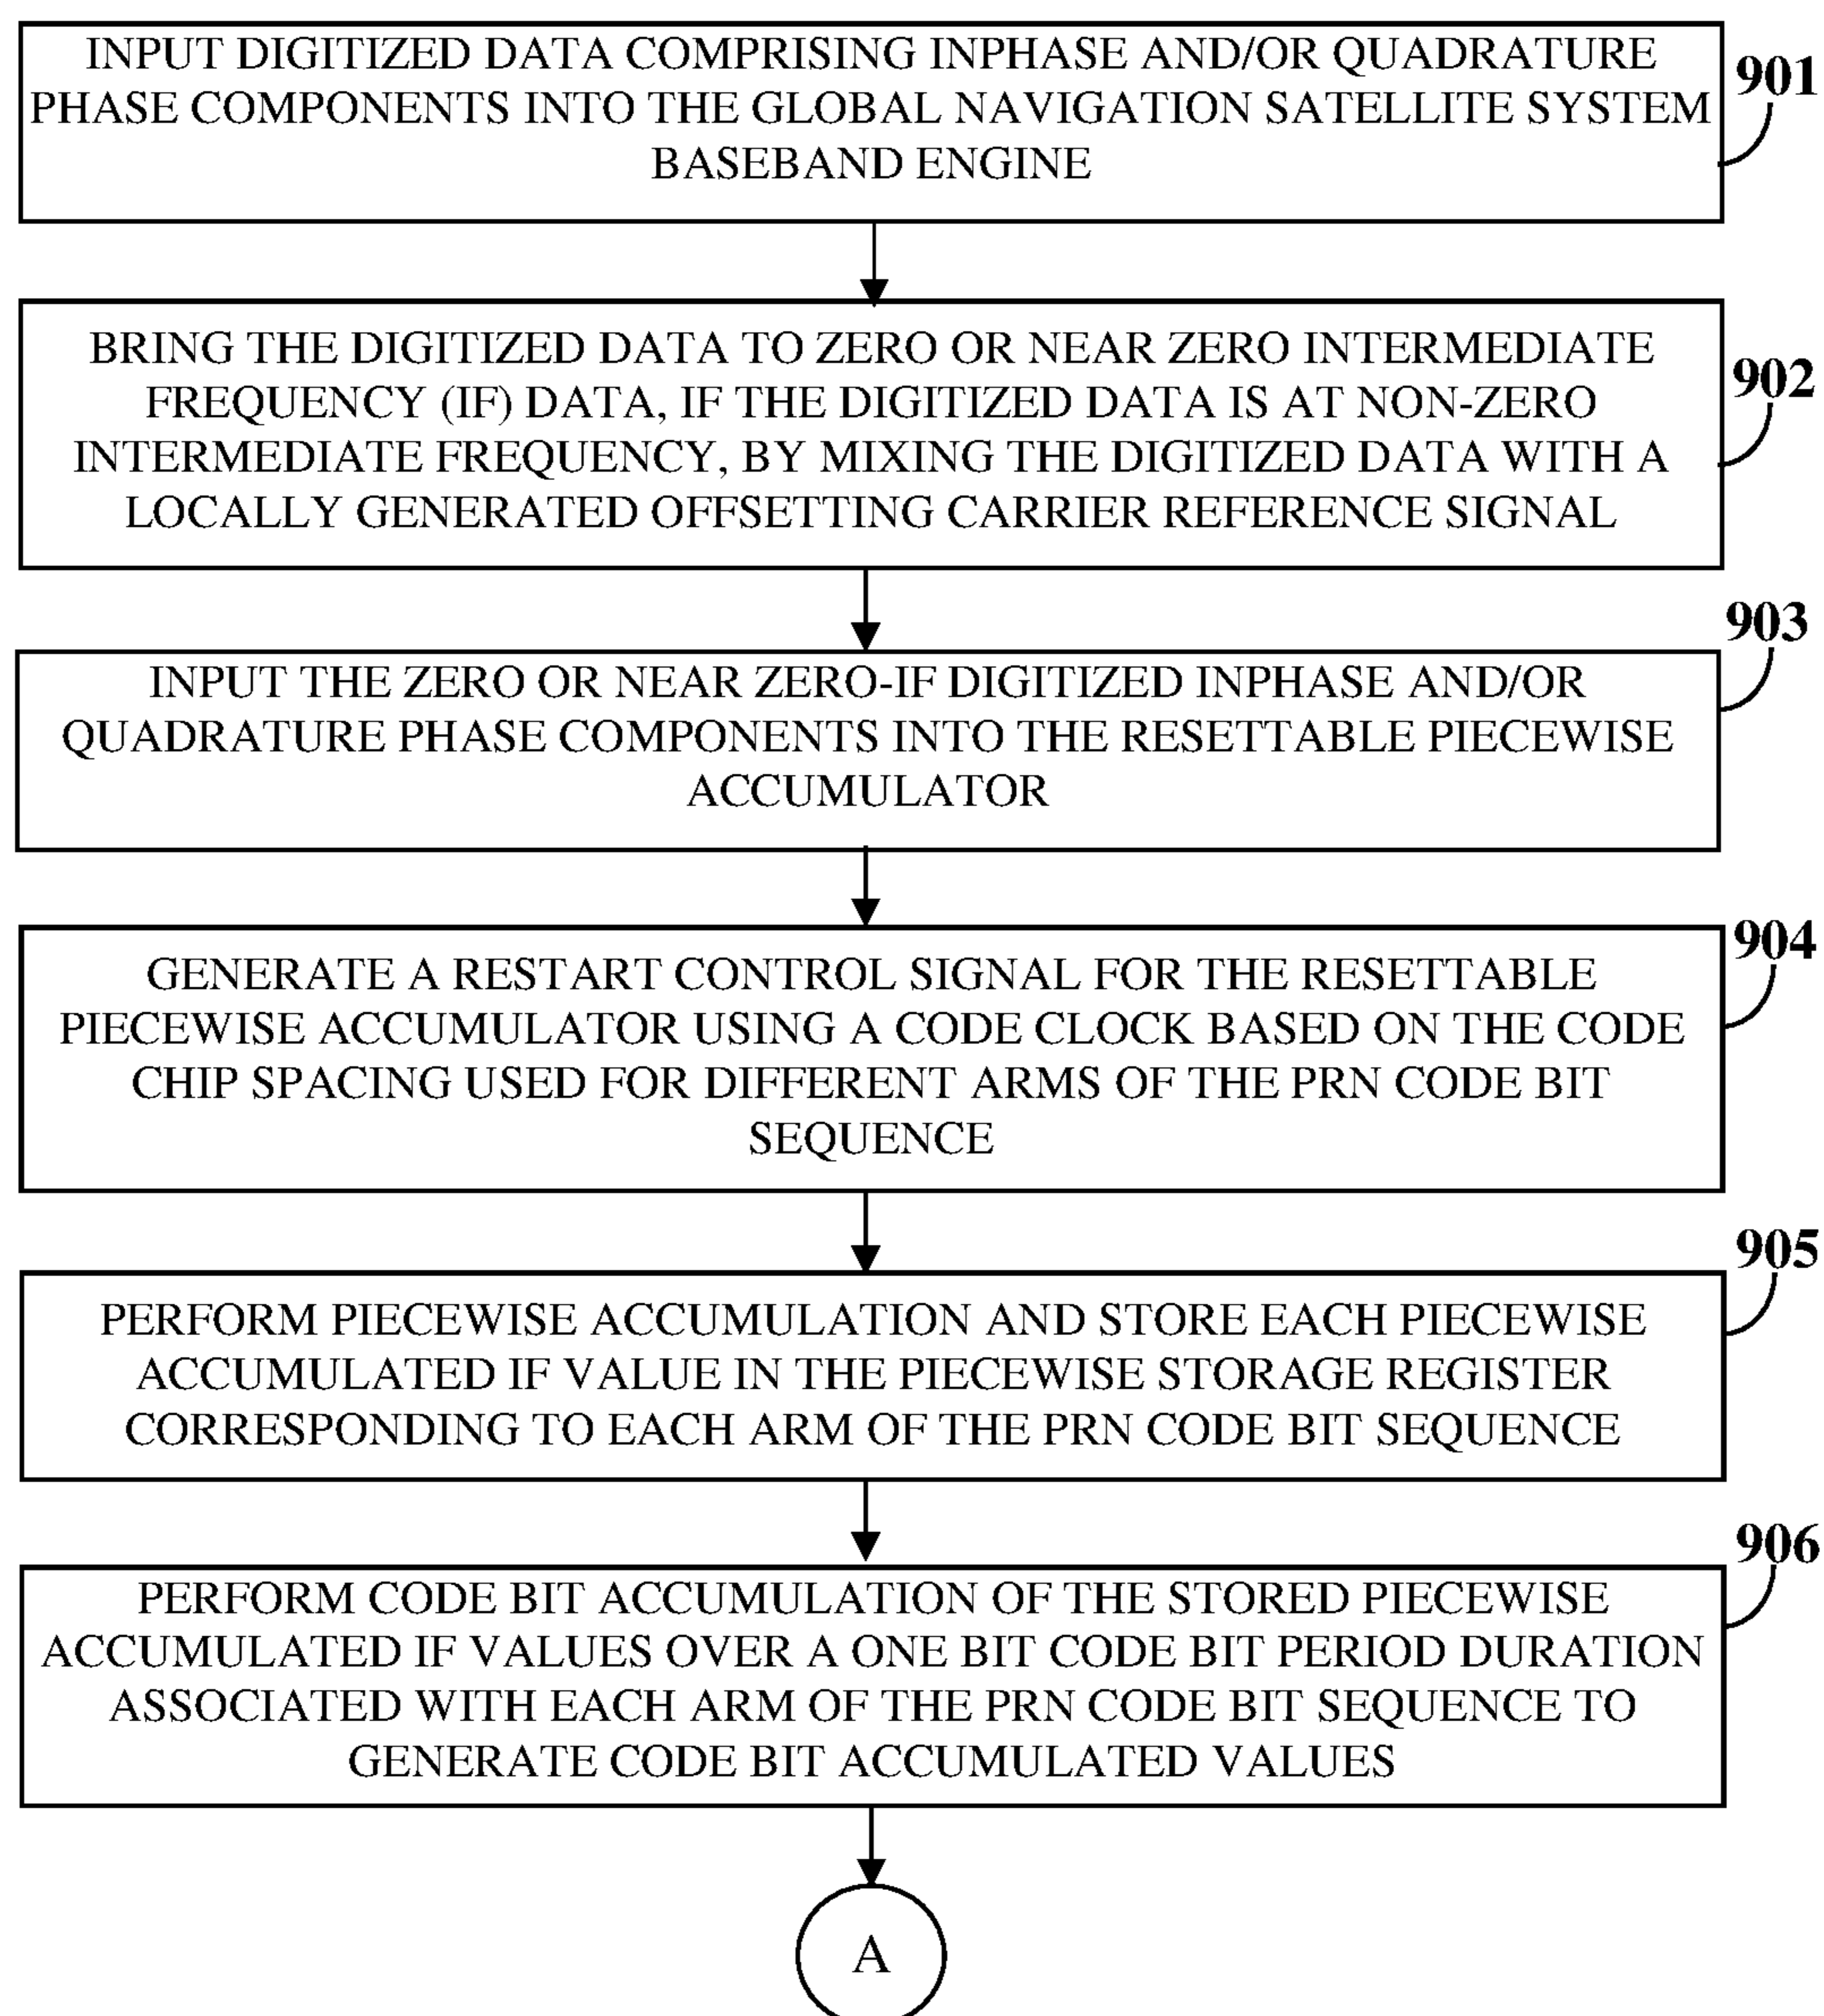 INPUT DIGITIZED DATA COMPRISING INPHASE AND/OR QUADRATURE
PHASE COMPONENTS INTO THE GLOBAL NAVIGATION SATELLITE SYSTEM
BASEBAND ENGINE
901
BRING THE DIGITIZED DATA TO ZERO OR NEAR ZERO INTERMEDIATE
FREQUENCY (IF) DATA, IF THE DIGITIZED DATA IS AT NON-ZERO
INTERMEDIATE FREQUENCY, BY MIXING THE DIGITIZED DATA WITH A
LOCALLY GENERATED OFFSETTING CARRIER REFERENCE SIGNAL
902
INPUT THE ZERO OR NEAR ZERO-IF DIGITIZED INPHASE AND/OR
QUADRATURE PHASE COMPONENTS INTO THE RESETTABLE PIECEWISE
ACCUMULATOR
903
GENERATE A RESTART CONTROL SIGNAL FOR THE RESETTABLE
PIECEWISE ACCUMULATOR USING A CODE CLOCK BASED ON THE CODE
CHIP SPACING USED FOR DIFFERENT ARMS OF THE PRN CODE BIT
SEQUENCE
904
PERFORM PIECEWISE ACCUMULATION AND STORE EACH PIECEWISE
ACCUMULATED IF VALUE IN THE PIECEWISE STORAGE REGISTER
CORRESPONDING TO EACH ARM OF THE PRN CODE BIT SEQUENCE
905
PERFORM CODE BIT ACCUMULATION OF THE STORED PIECEWISE
ACCUMULATED IF VALUES OVER A ONE BIT CODE BIT PERIOD DURATION
ASSOCIATED WITH EACH ARM OF THE PRN CODE BIT SEQUENCE TO
GENERATE CODE BIT ACCUMULATED VALUES
906
A